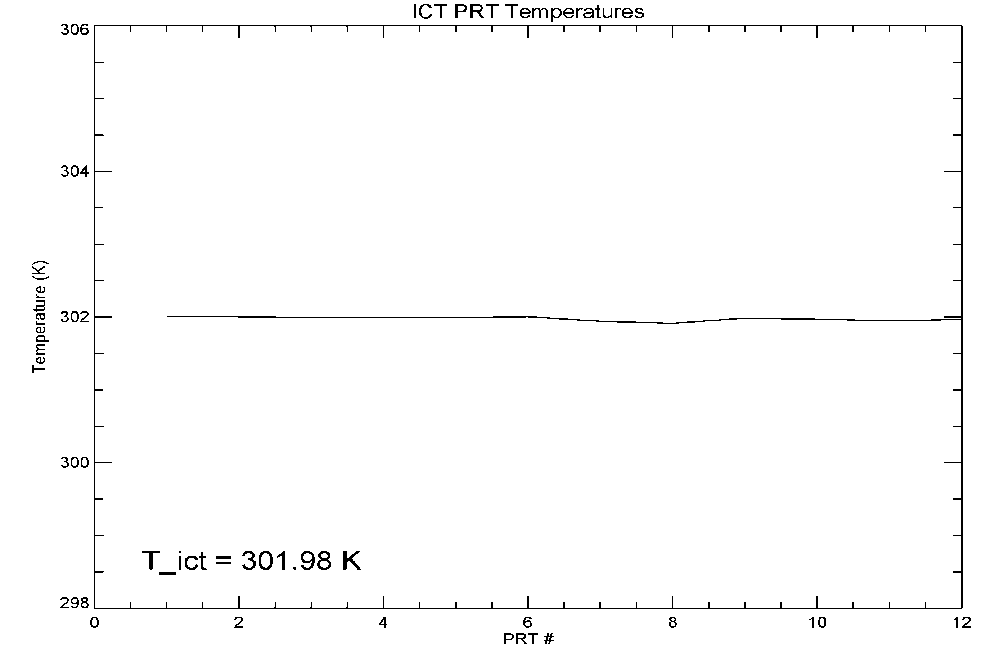 ICT PRT Temperatures
306
304
302
300
298
Temperature (K)
T_ict = 301.98 K
0 2 4 6 8 10 12
PRT #